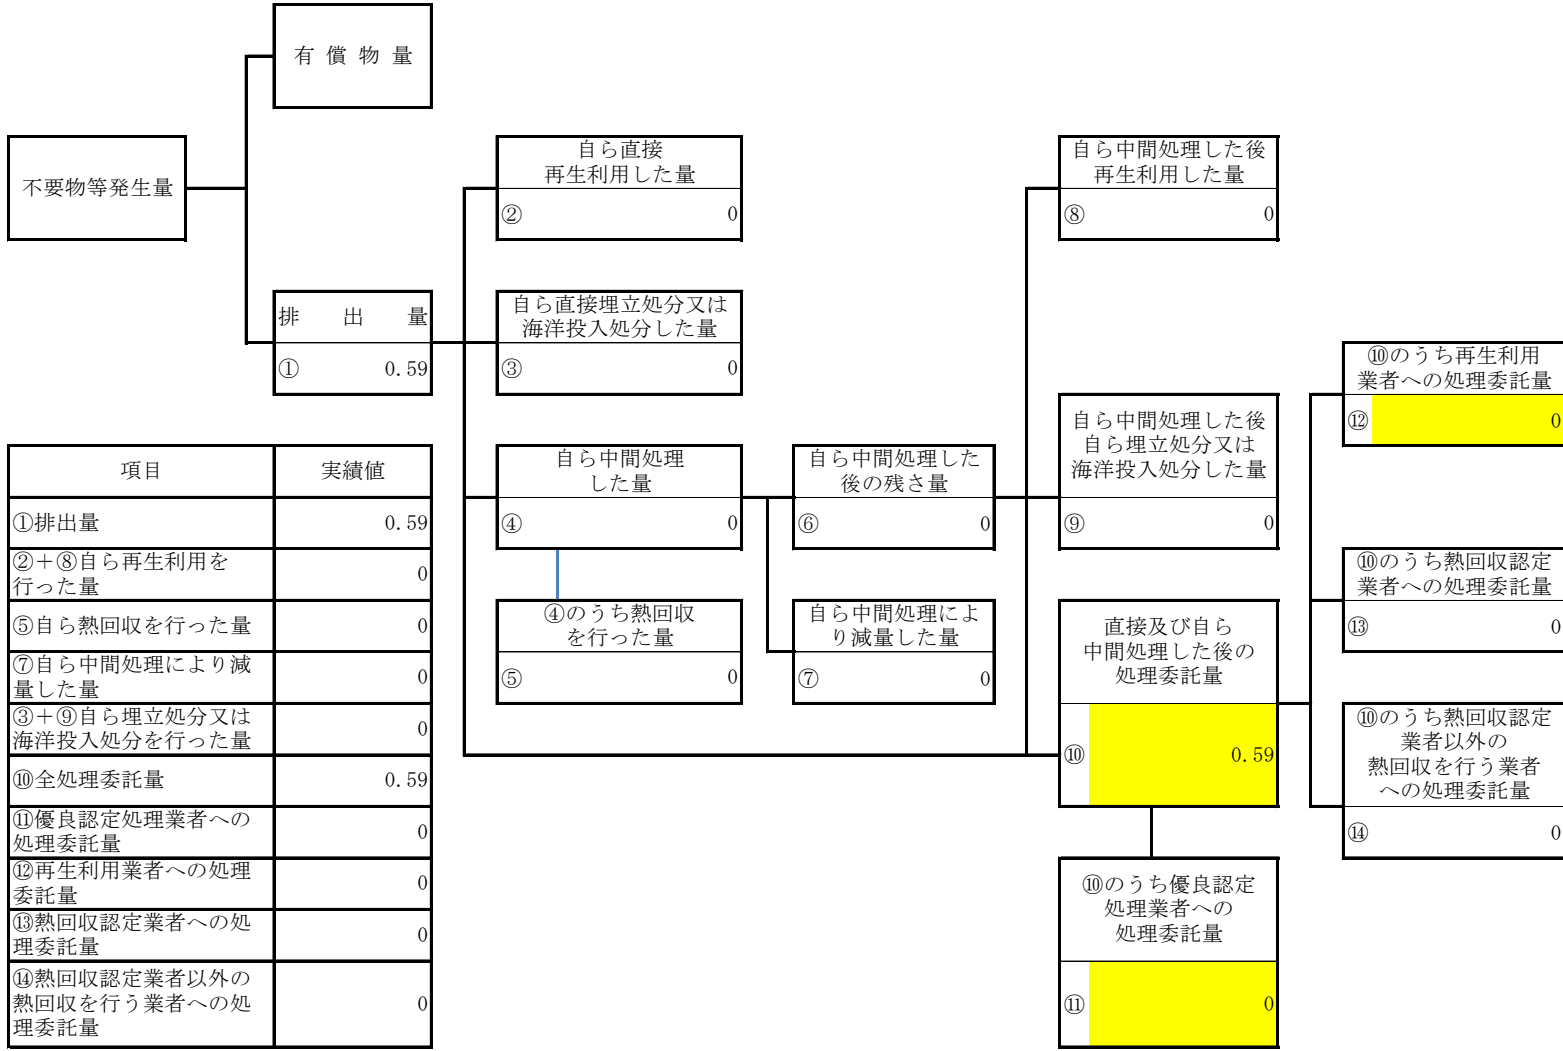 有償物量
不要物等発生量
排出量
① 0.59
自ら直接
再生利用した量
② 0
自ら直接埋立処分又は
海洋投入処分した量
③ 0
自ら中間処理
した量
④ 0
④のうち熱回収
を行った量
⑤ 0
自ら中間処理した
後の残さ量
⑥ 0
自ら中間処理によ
り減量した量
⑦ 0
自ら中間処理した後
再生利用した量
⑧ 0
自ら中間処理した後
自ら埋立処分又は
海洋投入処分した量
⑨ 0
直接及び自ら
中間処理した後の
処理委託量
⑩ 0.59
⑩のうち優良認定
処理業者への
処理委託量
⑪ 0
⑩のうち再生利用
業者への処理委託量
⑫ 0
⑩のうち熱回収認定
業者への処理委託量
⑬ 0
⑩のうち熱回収認定
業者以外の
熱回収を行う業者
への処理委託量
⑭ 0
項目 実績値
①排出量 0.59
②+⑧自ら再生利用を
行った量 0
⑤自ら熱回収を行った量 0
⑦自ら中間処理により減
量した量 0
③+⑨自ら埋立処分又は
海洋投入処分を行った量 0
⑩全処理委託量 0.59
⑪優良認定処理業者への
処理委託量 0
⑫再生利用業者への処理
委託量 0
⑬熱回収認定業者への処
理委託量 0
⑭熱回収認定業者以外の
熱回収を行う業者への処
理委託量 0